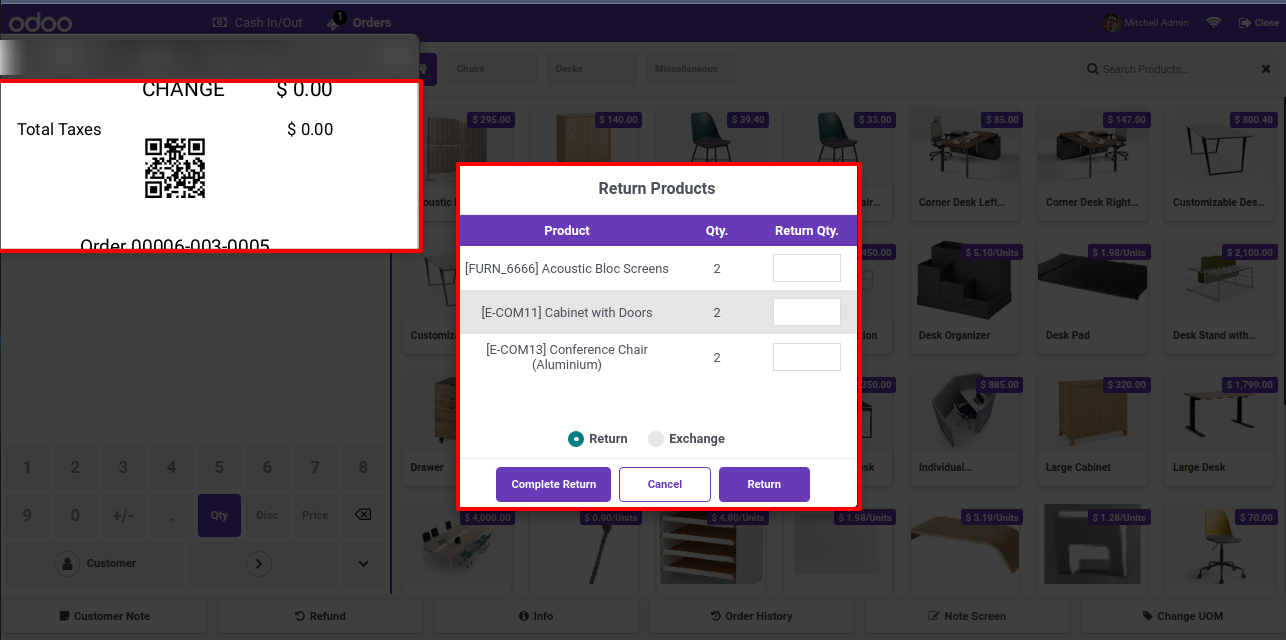 odoo
Cash In/Out
1
Orders
Mitchell Admin
Close
Chairs
Desks
Miscellaneous
Search Products...
CHANGE $ 0.00
Total Taxes $ 0.00
Order 00006-003-0005
$ 295.00
$ 140.00
$ 39.40
$ 33.00
$ 85.00
$ 147.00
$ 800.40
Corner Desk Left...
Corner Desk Right...
Customizable Des...
Return Products
Product Qty. Return Qty.
[FURN_6666] Acoustic Bloc Screens 2
[E-COM11] Cabinet with Doors 2
[E-COM13] Conference Chair
(Aluminium) 2
Return Exchange
Complete Return Cancel Return
450.00
$ 5.10/Units
$ 1.98/Units
$ 2,100.00
Desk Organizer
Desk Pad
Desk Stand with...
350.00
$ 885.00
$ 320.00
$ 1,799.00
Drawer
Individual...
Large Cabinet
Large Desk
$ 4,000.00
$ 0.90/Units
$ 4.80/Units
$ 1.98/Units
$ 3.19/Units
$ 1.28/Units
$ 70.00
1 2 3 4 5 6 7 8
9 0 +/- . Qty Disc Price
Customer
Customer Note
Refund
Info
Order History
Note Screen
Change UOM